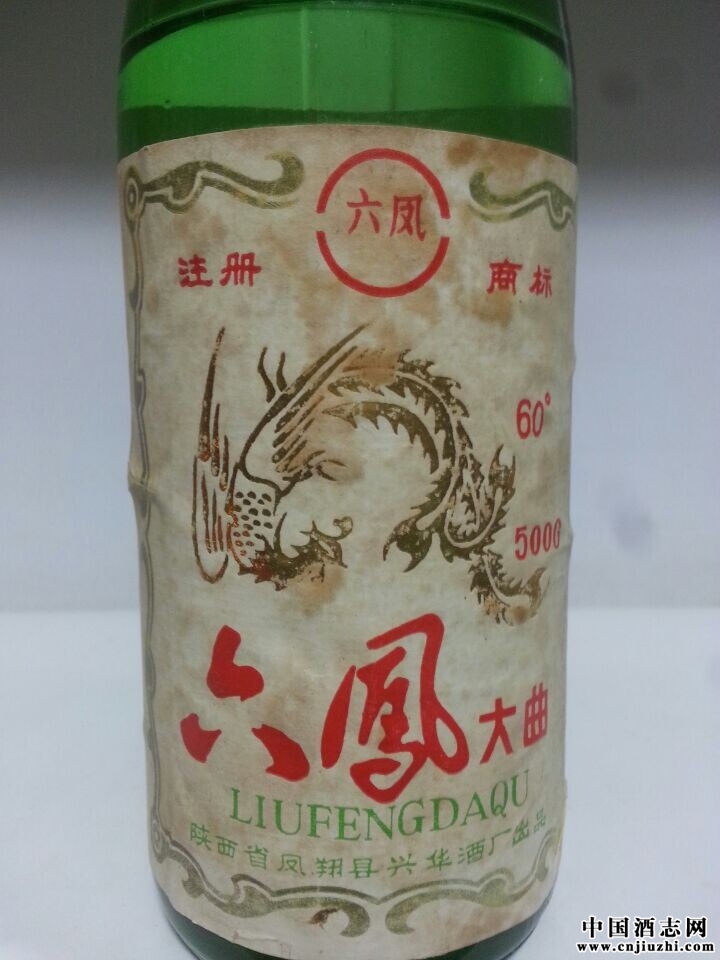 六凤
注册 商标
60°
500G
六鳳大曲
LIUFENGDAQU
陕西省凤翔县兴华酒厂出品
中国酒志网
www.cnjiuzhi.com